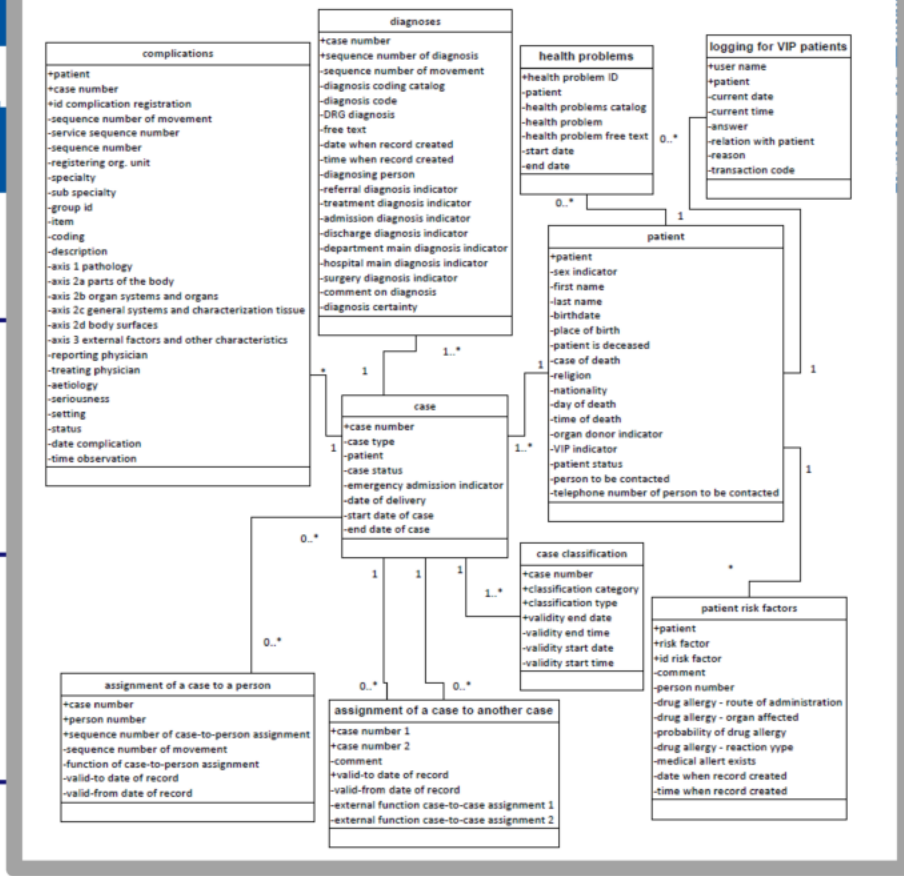 complications
+patient
+case number
+id complication registration
-sequence number of movement
-service sequence number
-sequence number
-registering org. unit
-specialty
-sub specialty
-group id
-item
-coding
-description
-axis 1 pathology
-axis 2a parts of the body
-axis 2b organ systems and organs
-axis 2c general systems and characterization tissue
-axis 2d body surfaces
-axis 3 external factors and other characteristics
-reporting physician
-treating physician
-aetiology
-seriousness
-setting
-status
-date complication
-time observation
diagnoses
+case number
+sequence number of diagnosis
-sequence number of movement
-diagnosis coding catalog
-diagnosis code
-DRG diagnosis
-free text
-date when record created
-time when record created
-diagnosing person
-referral diagnosis indicator
-treatment diagnosis indicator
-admission diagnosis indicator
-discharge diagnosis indicator
-department main diagnosis indicator
-hospital main diagnosis indicator
-surgery diagnosis indicator
-comment on diagnosis
-diagnosis certainty
health problems
+health problem ID
-patient
-health problems catalog
-health problem
-health problem free text
-start date
-end date
logging for VIP patients
+user name
+patient
-current date
-current time
-answer
-relation with patient
-reason
-transaction code
0..*
0..*
1
patient
+patient
-sex indicator
-first name
-last name
-birthdate
-place of birth
-patient is deceased
-case of death
-religion
-nationality
-day of death
-time of death
-organ donor indicator
-VIP indicator
-patient status
-person to be contacted
-telephone number of person to be contacted
1
1
1..*
1
1
1..*
*
1
case
+case number
-case type
-patient
-case status
-emergency admission indicator
-date of delivery
-start date of case
-end date of case
0..*
0..*
1
1
1
1..*
0..*
0..*
*
case classification
+case number
+classification category
+classification type
+validity end date
-validity end time
-validity start date
-validity start time
patient risk factors
+patient
+risk factor
+id risk factor
-comment
-person number
-drug allergy - route of administration
-drug allergy - organ affected
-probability of drug allergy
-drug allergy - reaction yype
-medical allert exists
-date when record created
-time when record created
assignment of a case to a person
+case number
+person number
+sequence number of case-to-person assignment
-sequence number of movement
-function of case-to-person assignment
-valid-to date of record
-valid-from date of record
assignment of a case to another case
+case number 1
+case number 2
-comment
+valid-to date of record
-valid-from date of record
-external function case-to-case assignment 1
-external function case-to-case assignment 2